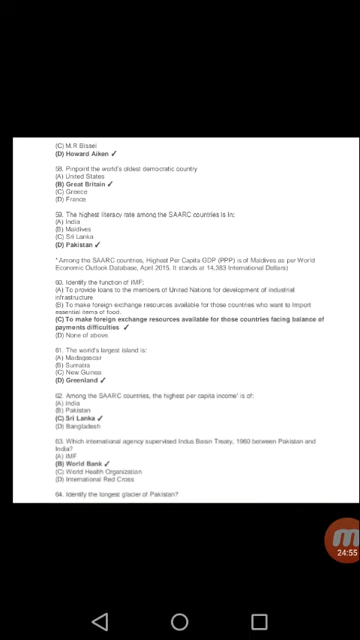 (C) M.R Bissel
(D) Howard Aiken ✓
58. Pinpoint the world's oldest democratic country
(A) United States
(B) Great Britain ✓
(C) Greece
(D) France
59. The highest literacy rate among the SAARC countries is in:
(A) India
(B) Maldives
(C) Sri Lanka
(D) Pakistan ✓
*Among the SAARC countries, Highest Per Capita GDP (PPP) is of Maldives as per World
Economic Outlook Database, April 2015. It stands at 14,383 International Dollars)
60. Identify the function of IMF:
(A) To provide loans to the members of United Nations for development of industrial
infrastructure
(B) To make foreign exchange resources available for those countries who want to Import
essential items of food.
(C) To make foreign exchange resources available for those countries facing balance of
payments difficulties ✓
(D) None of above.
61. The world's largest island is:
(A) Madagascar
(B) Sumatra
(C) New Guinea
(D) Greenland ✓
62. Among the SAARC countries, the highest per capita income' is of:
(A) India
(B) Pakistan
(C) Sri Lanka ✓
(D) Bangladesh
63. Which international agency supervised Indus Basin Treaty, 1960 between Pakistan and
India?
(A) IMF
(B) World Bank ✓
(C) World Health Organization
(D) International Red Cross
64. Identify the longest glacier of Pakistan?
24:55